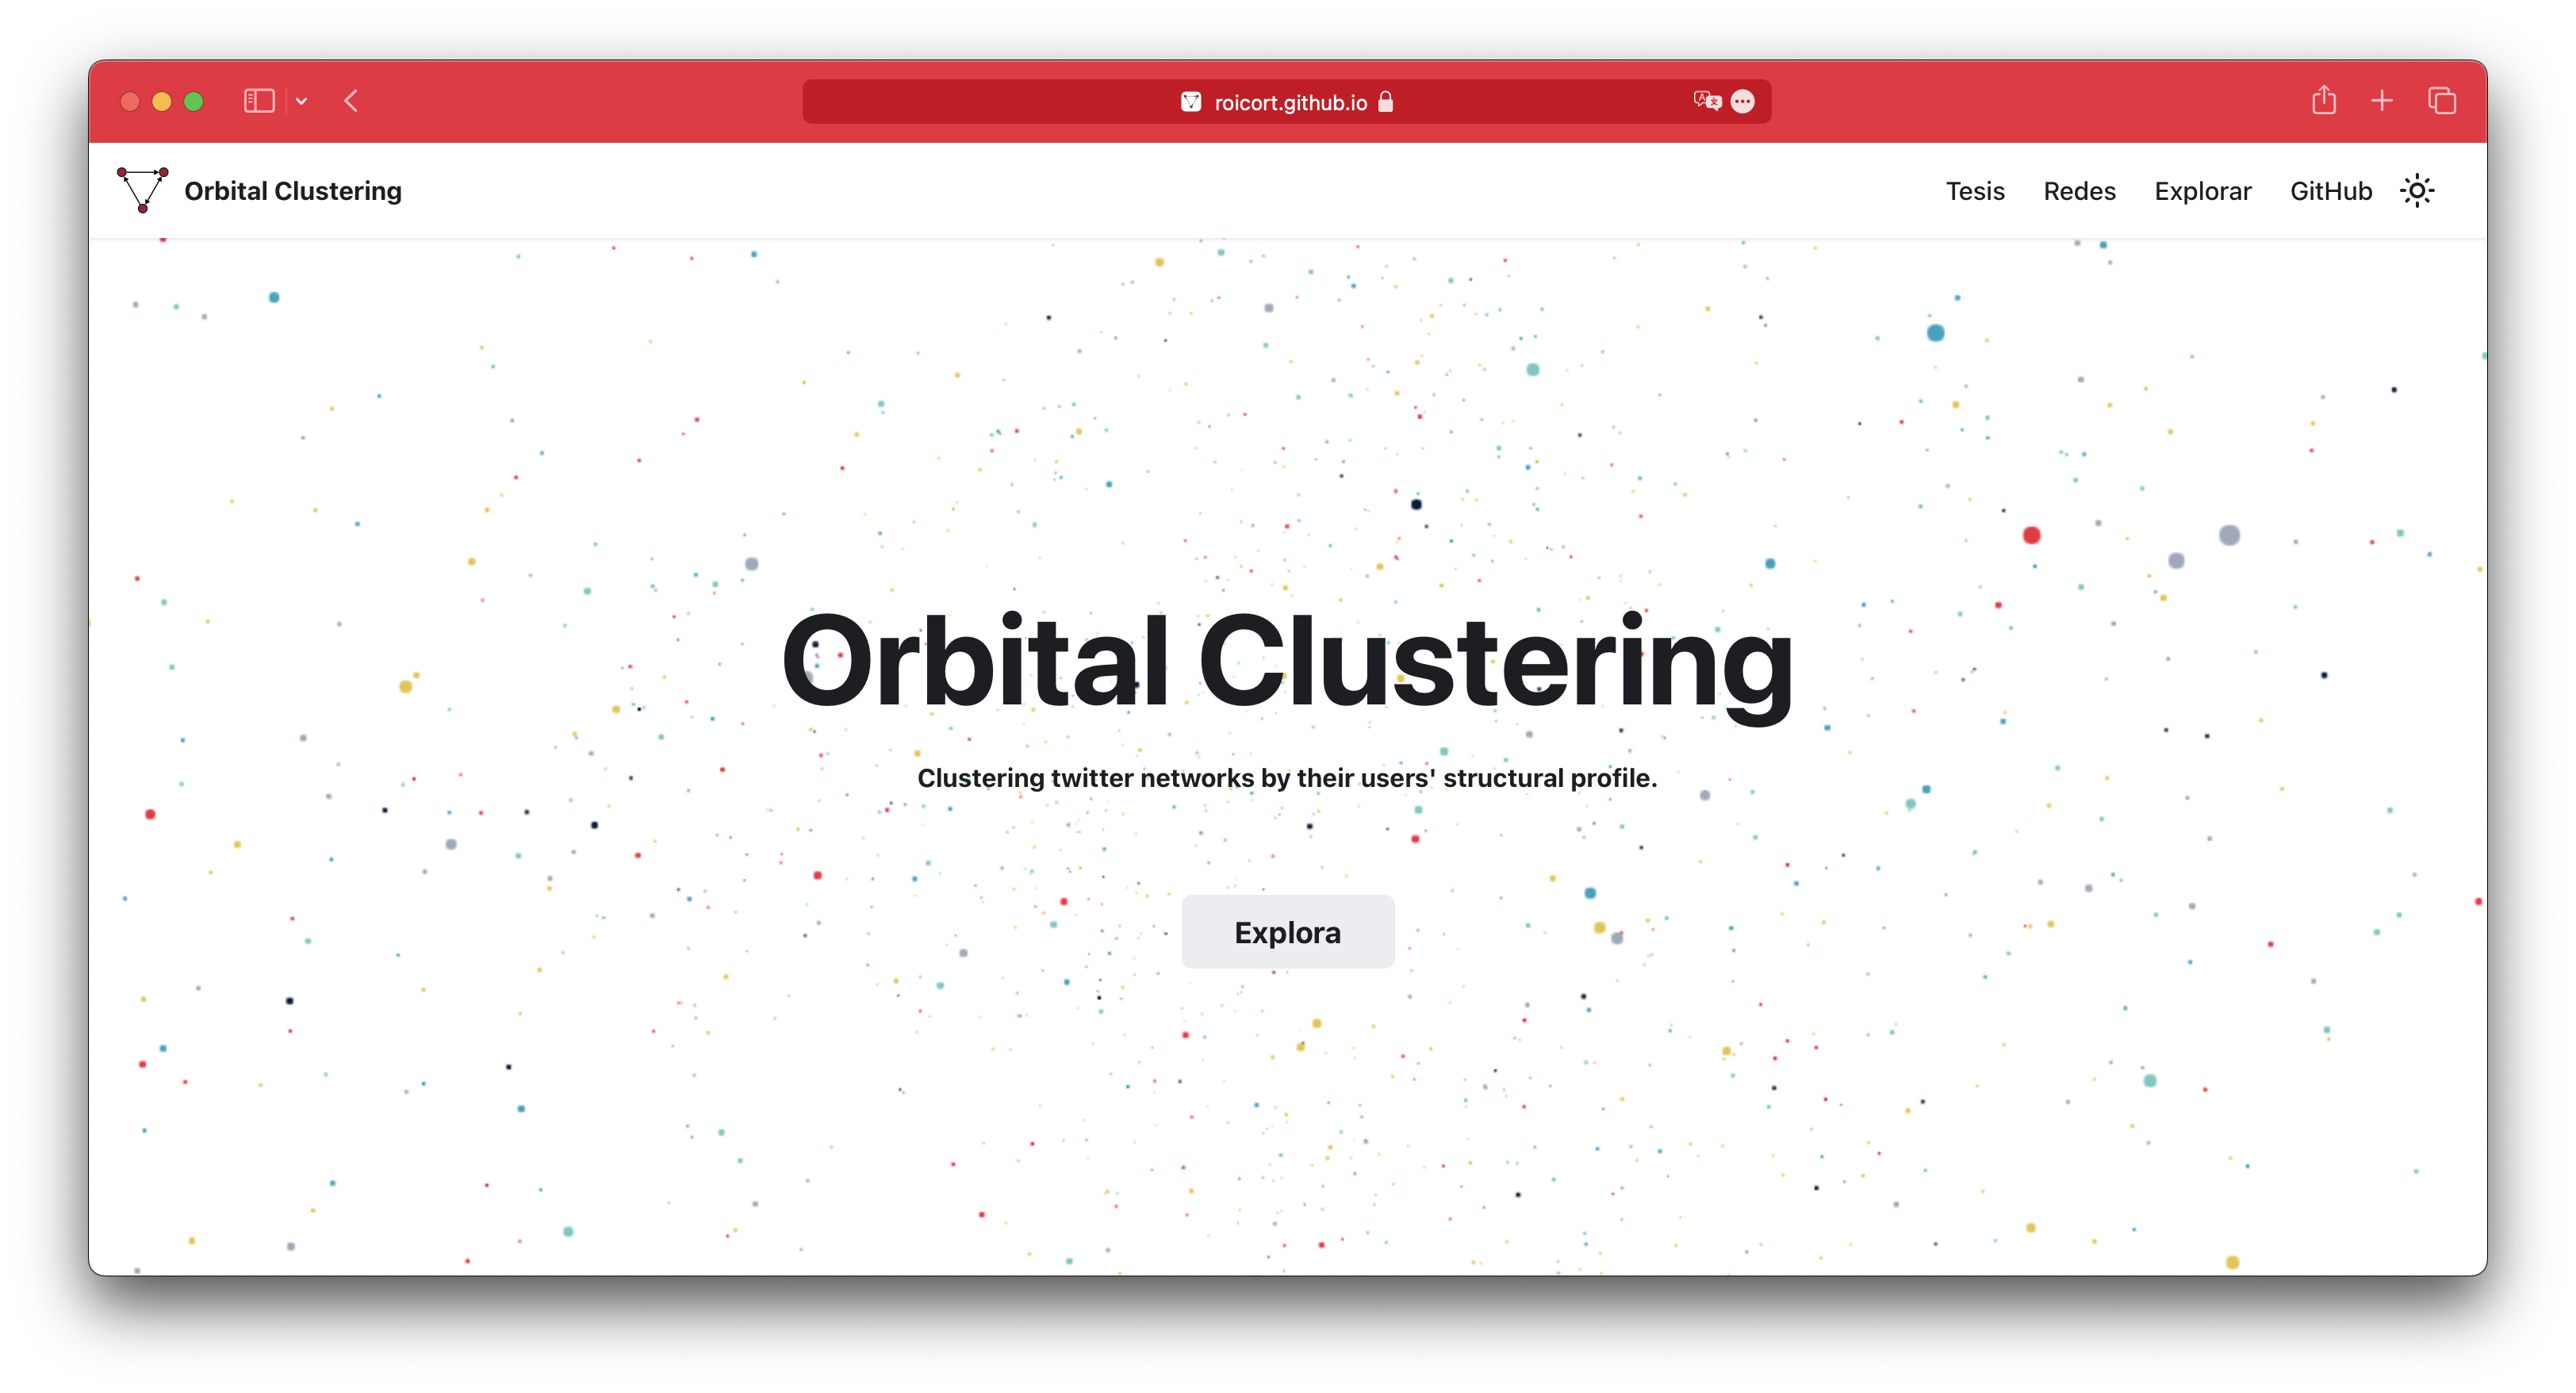 roicort.github.io
Orbital Clustering
Tesis Redes Explorar GitHub
Orbital Clustering
Clustering twitter networks by their users' structural profile.
Explora